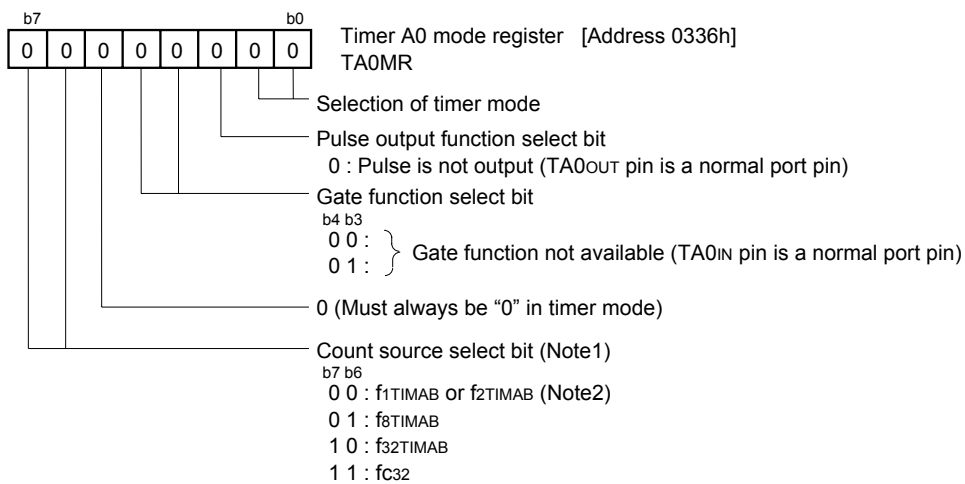 b7 b0
0 0 0 0 0 0 0 0
Timer A0 mode register [Address 0336h]
TA0MR
Selection of timer mode
Pulse output function select bit
0 : Pulse is not output (TA0OUT pin is a normal port pin)
Gate function select bit
b4 b3
0 0 :
0 1 :
Gate function not available (TA0IN pin is a normal port pin)
0 (Must always be “0” in timer mode)
Count source select bit (Note1)
b7 b6
0 0 : f1TIMAB or f2TIMAB (Note2)
0 1 : f8TIMAB
1 0 : f32TIMAB
1 1 : fC32